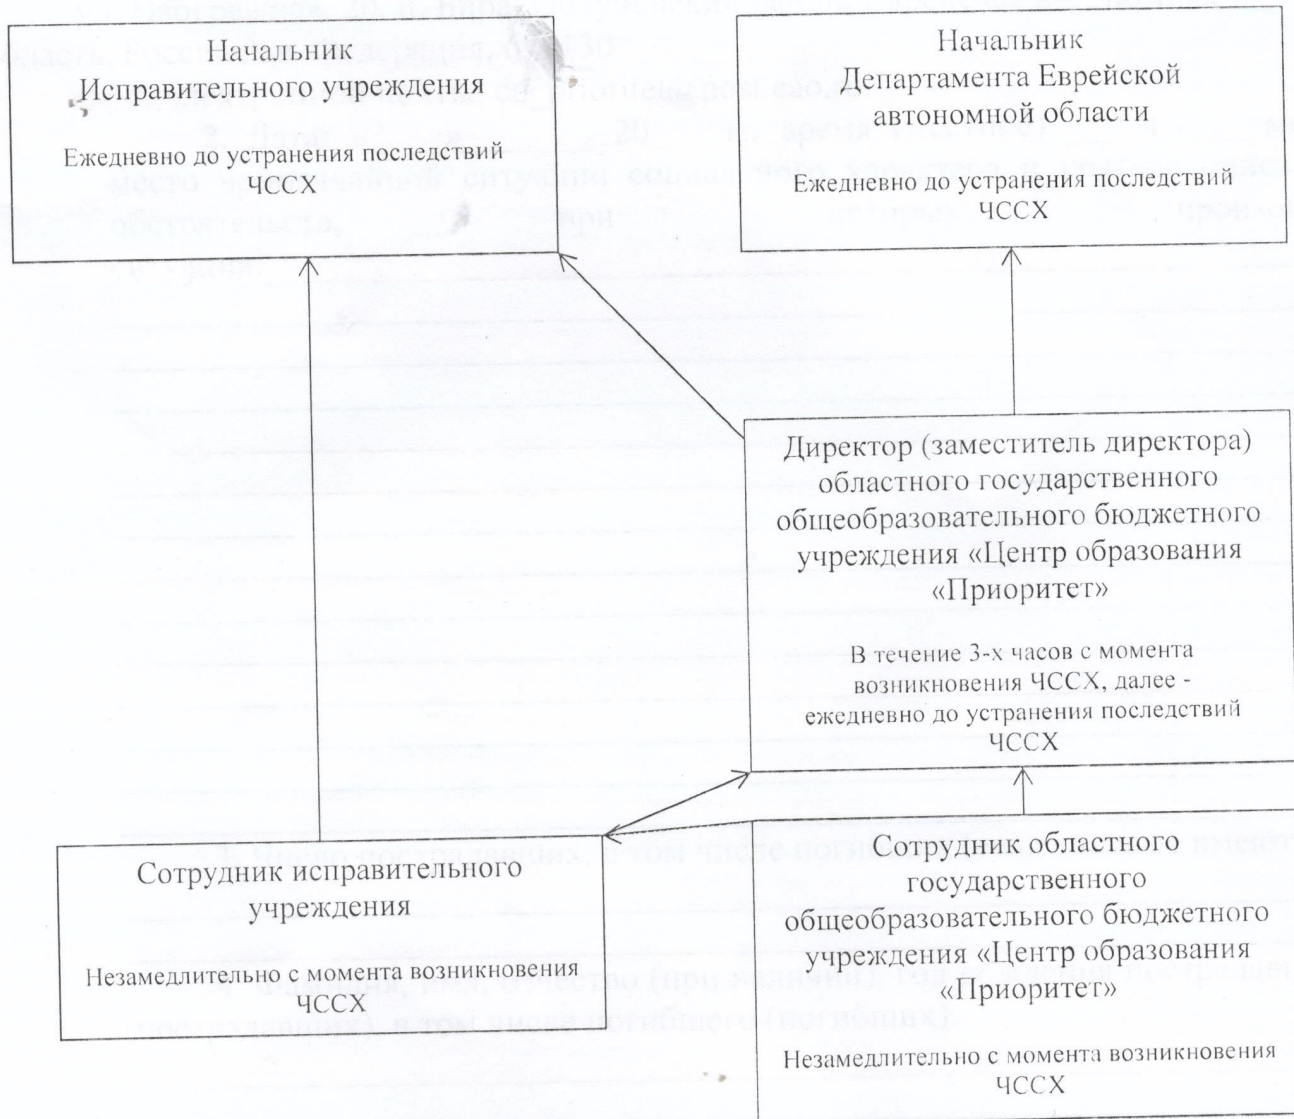 Начальник
Исправительного учреждения
Ежедневно до устранения последствий
ЧССХ
Начальник
Департамента Еврейской
автономной области
Ежедневно до устранения последствий
ЧССХ
Директор (заместитель директора)
областного государственного
общеобразовательного бюджетного
учреждения «Центр образования
«Приоритет»
В течение 3-х часов с момента
возникновения ЧССХ, далее -
ежедневно до устранения последствий
ЧССХ
Сотрудник исправительного
учреждения
Незамедлительно с момента возникновения
ЧССХ
Сотрудник областного
государственного
общеобразовательного бюджетного
учреждения «Центр образования
«Приоритет»
Незамедлительно с момента возникновения
ЧССХ